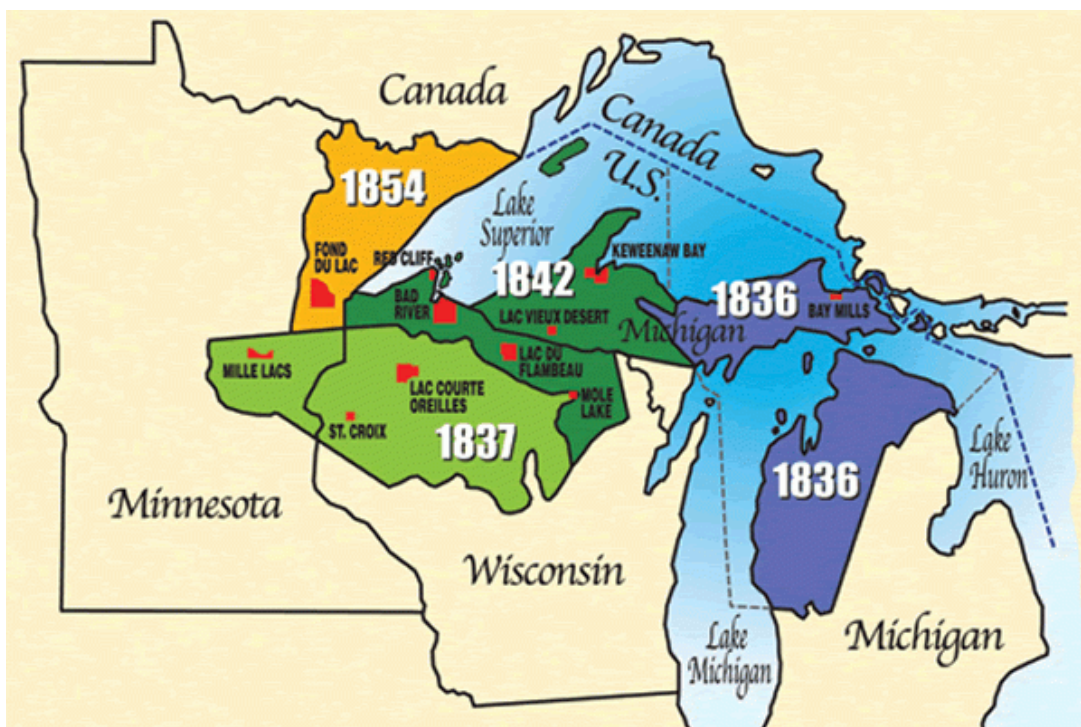 Canada
Canada
U.S.
1854
Lake
Superior
FOND
DU LAC
RED CLIFF
KEWEENAW BAY
1842
BAD
RIVER
1836
LAC VIEUX DESERT
BAY MILLS
Michigan
MILLE LACS
LAC DU
FLAMBEAU
LAC COURTE
OREILLES
MOLE
LAKE
ST. CROIX
1837
1836
Lake
Huron
Minnesota
Wisconsin
Lake
Michigan
Michigan